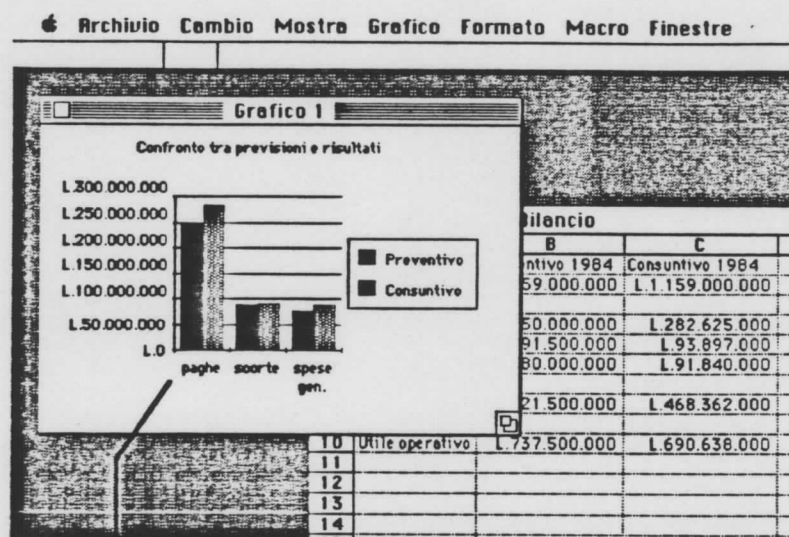 Archivio Cambio Mostra Grafico Formato Macro Finestre
Grafico 1
Confronto tra previsioni e risultati
L.300.000.000
L.250.000.000
L.200.000.000
L.150.000.000
L.100.000.000
L.50.000.000
L.0
paghe scorte spese
gen.
Preventivo
Consuntivo
Bilancio
B C
ntivo 1984 Consuntivo 1984
59.000.000 L.1.159.000.000
50.000.000 L.282.625.000
91.500.000 L.93.897.000
80.000.000 L.91.840.000
21.500.000 L.468.362.000
10 Utile operativo L.737.500.000 L.690.638.000
11
12
13
14